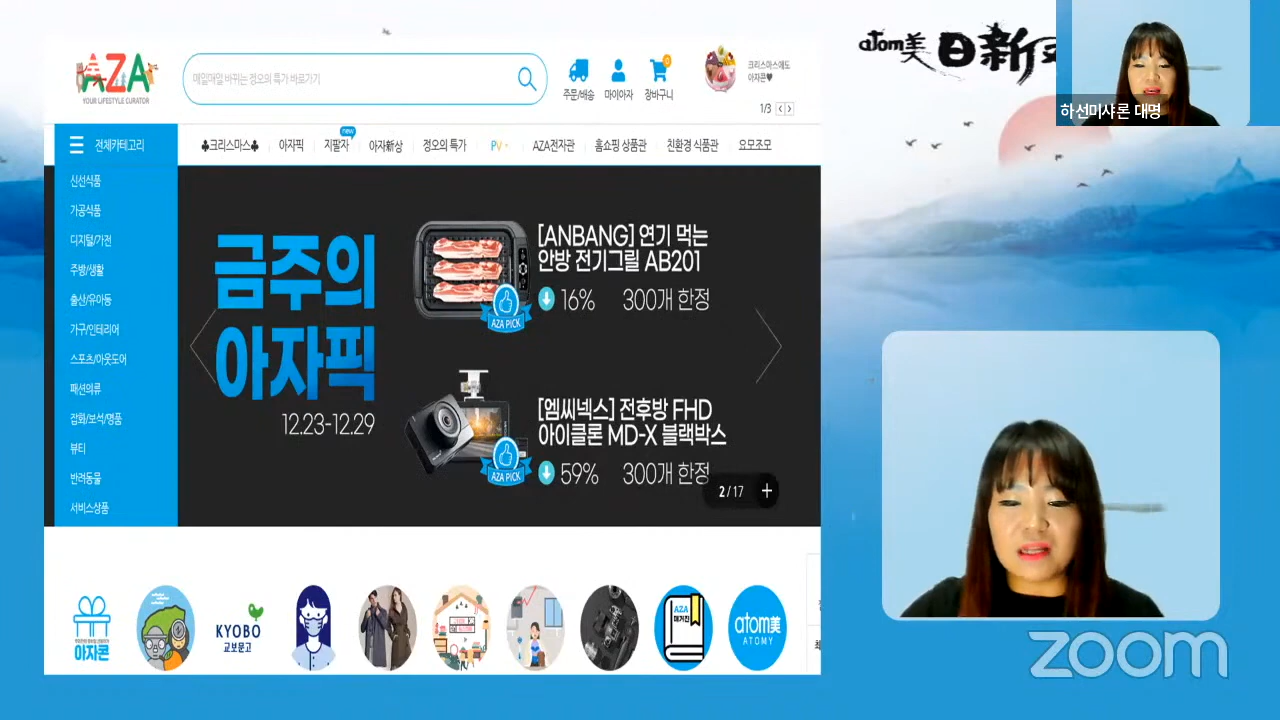 AZA
YOUR LIFESTYLE CURATOR
매일매일 바뀌는 정오의 특가 바로가기
주문/배송
마이아자
장바구니
크리스마스에도
아자콘♥
1/3
atom美 日新又
하선미샤론 대명
전체카테고리
♣크리스마스♣
아자픽
지팔자
new
아자新상
정오의 특가
PV
AZA전자관
홈쇼핑 상품관
친환경 식품관
요모조모
신선식품
가공식품
디지털/가전
주방/생활
출산/유아동
가구/인테리어
스포츠/아웃도어
패션의류
잡화/보석/명품
뷰티
반려동물
서비스상품
금주의
아자픽
12.23-12.29
[ANBANG] 연기 먹는
안방 전기그릴 AB201
16% 300개 한정
AZA PICK
[엠씨넥스] 전후방 FHD
아이클론 MD-X 블랙박스
59% 300개 한정
AZA PICK
2 / 17 +
아자콘
KYOBO
교보문고
AZA
매거진
atom美
ATOMY
zoom